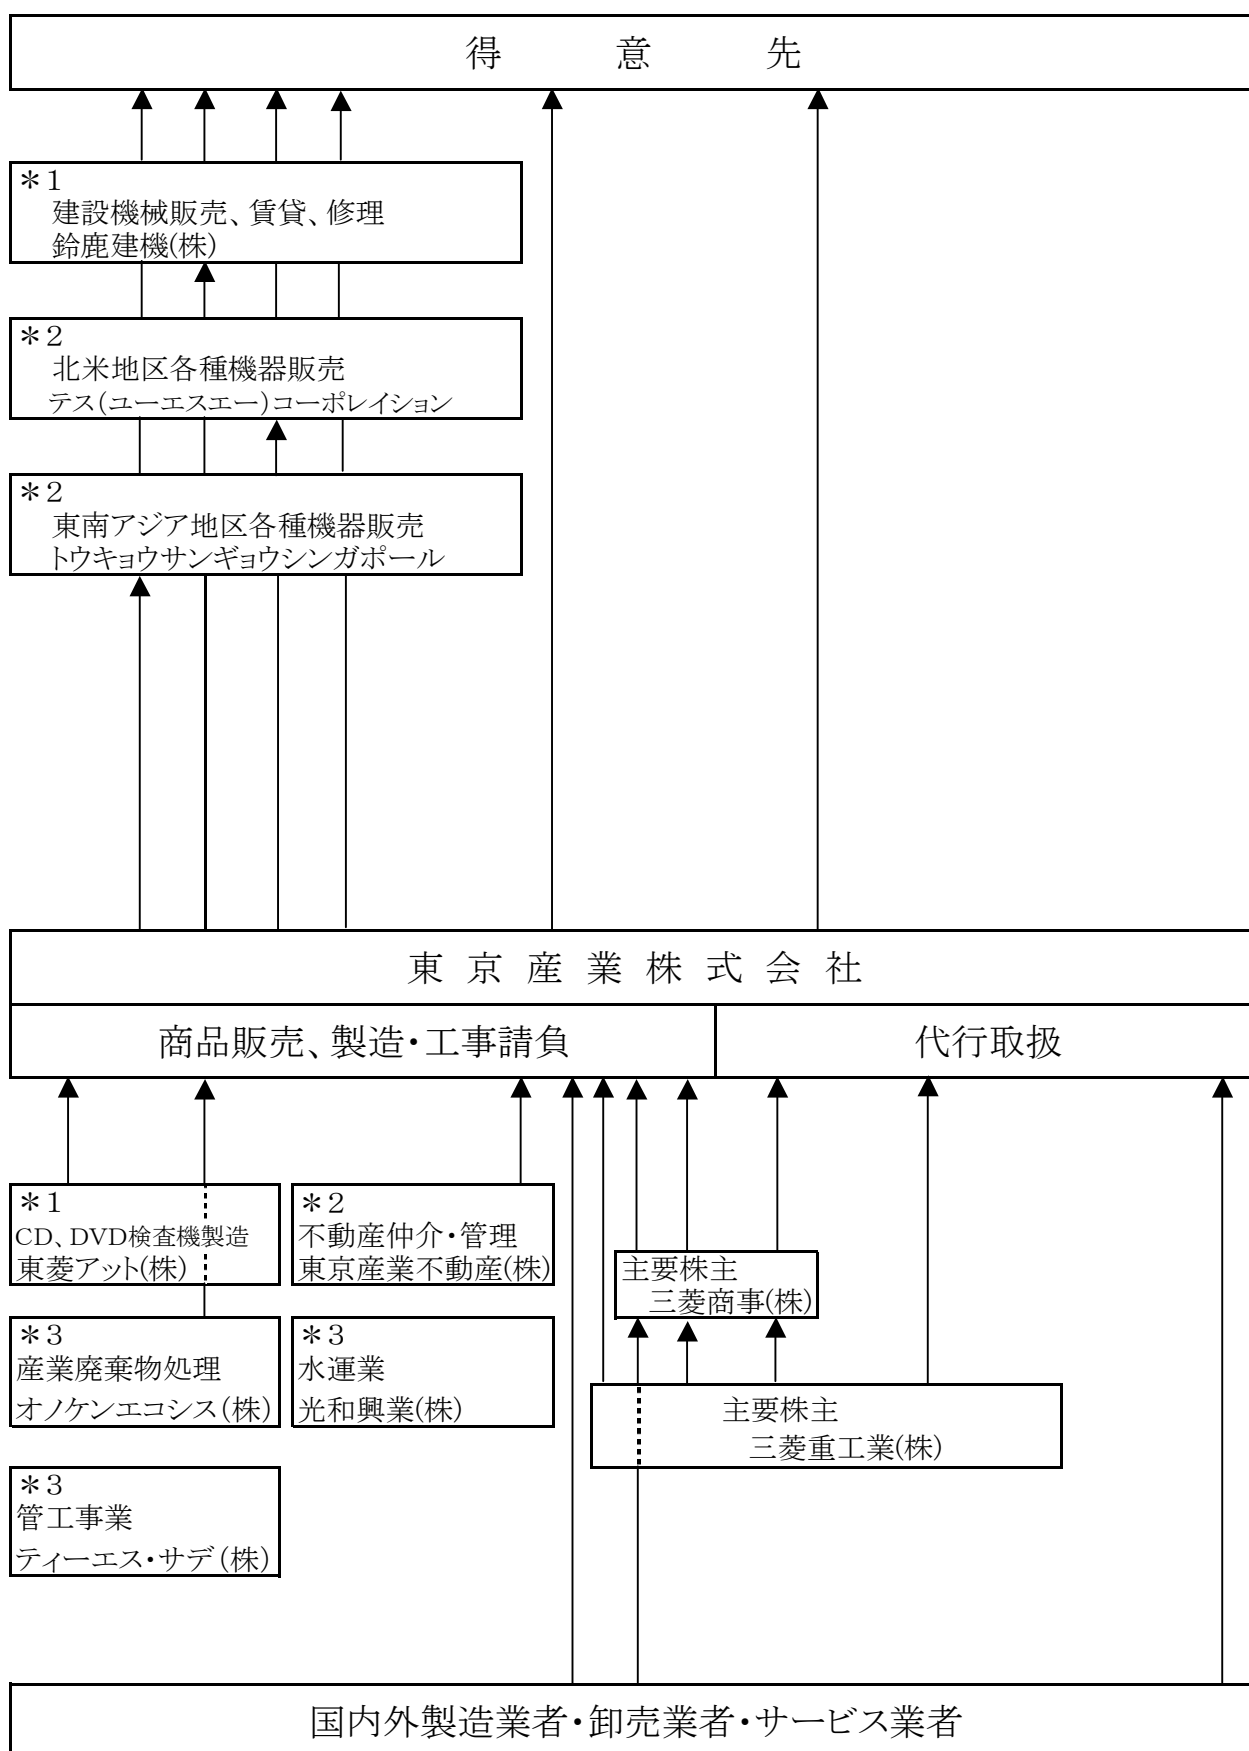 得意先
＊1
建設機械販売、賃貸、修理
鈴鹿建機(株)
＊2
北米地区各種機器販売
テス(ユーエスエー)コーポレイション
＊2
東南アジア地区各種機器販売
トウキョウサンギョウシンガポール
東京産業株式会社
商品販売、製造・工事請負
代行取扱
＊1
CD、DVD検査機製造
東菱アット(株)
＊2
不動産仲介・管理
東京産業不動産(株)
主要株主
三菱商事(株)
＊3
産業廃棄物処理
オノケンエコシス(株)
＊3
水運業
光和興業(株)
主要株主
三菱重工業(株)
＊3
管工事業
ティーエス・サデ(株)
国内外製造業者・卸売業者・サービス業者